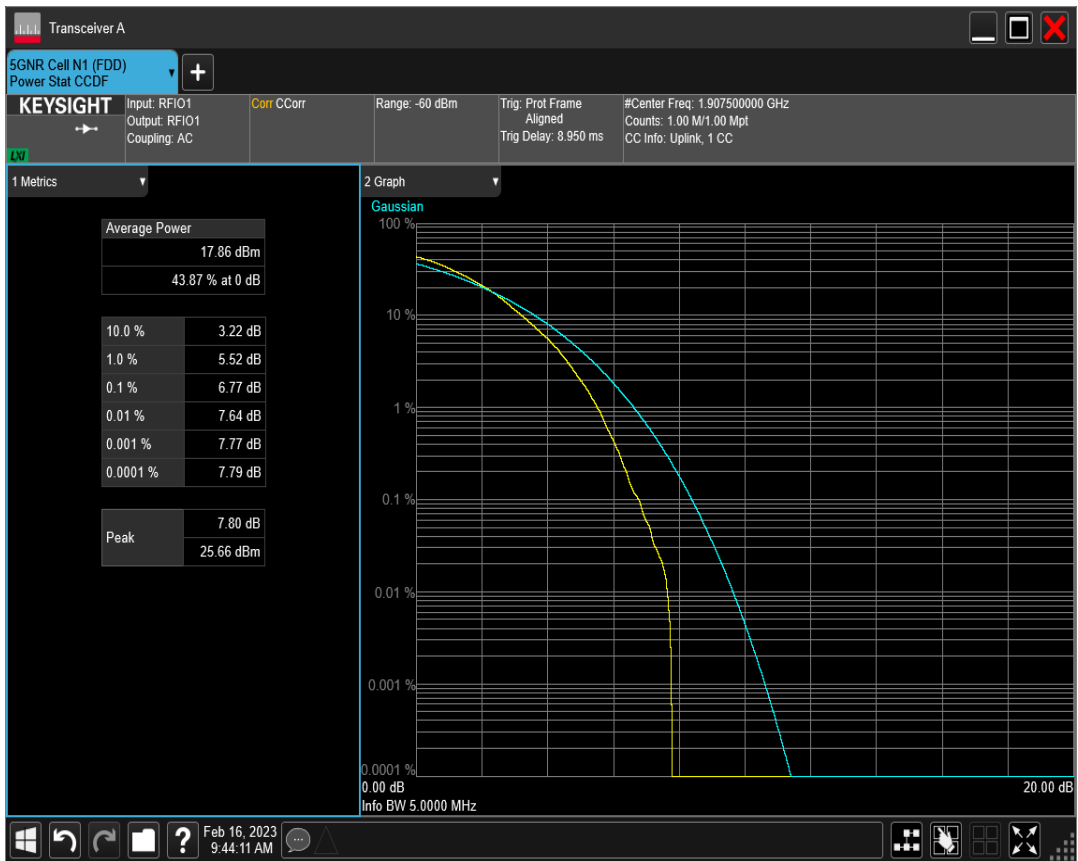 Transceiver A
5GNR Cell N1 (FDD)
Power Stat CCDF
+
KEYSIGHT
LXI
Input: RFIO1
Output: RFIO1
Coupling: AC
Corr CCorr
Range: -60 dBm
Trig: Prot Frame
Aligned
Trig Delay: 8.950 ms
#Center Freq: 1.907500000 GHz
Counts: 1.00 M/1.00 Mpt
CC Info: Uplink, 1 CC
1 Metrics
Average Power
17.86 dBm
43.87 % at 0 dB
10.0 % 3.22 dB
1.0 % 5.52 dB
0.1 % 6.77 dB
0.01 % 7.64 dB
0.001 % 7.77 dB
0.0001 % 7.79 dB
Peak
7.80 dB
25.66 dBm
2 Graph
Gaussian
100 %
10 %
1 %
0.1 %
0.01 %
0.001 %
0.0001 %
0.00 dB 20.00 dB
Info BW 5.0000 MHz
?
Feb 16, 2023
9:44:11 AM